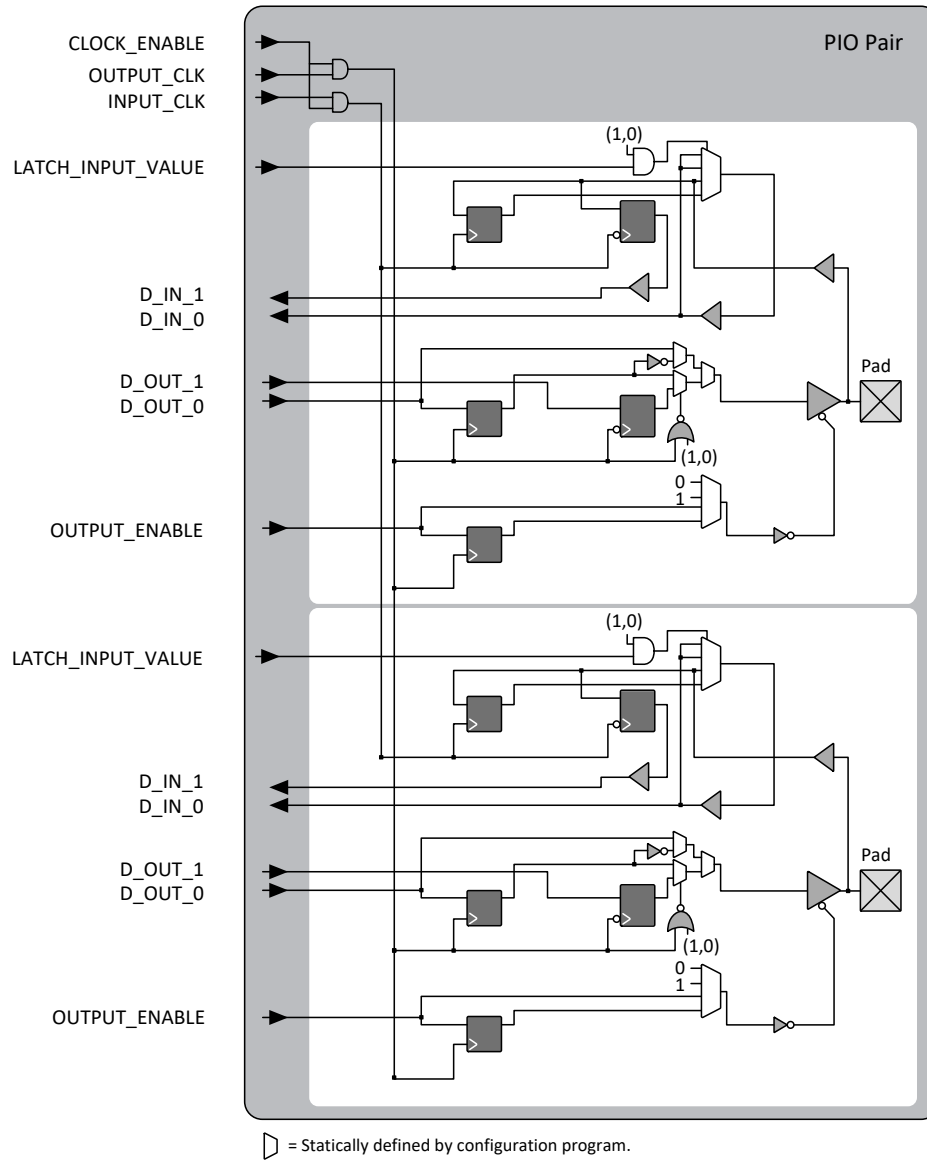 CLOCK_ENABLE
OUTPUT_CLK
INPUT_CLK
PIO Pair
(1,0)
LATCH_INPUT_VALUE
D_IN_1
D_IN_0
D_OUT_1
D_OUT_0
Pad
(1,0)
0
1
OUTPUT_ENABLE
(1,0)
LATCH_INPUT_VALUE
D_IN_1
D_IN_0
D_OUT_1
D_OUT_0
Pad
(1,0)
0
1
OUTPUT_ENABLE
= Statically defined by configuration program.